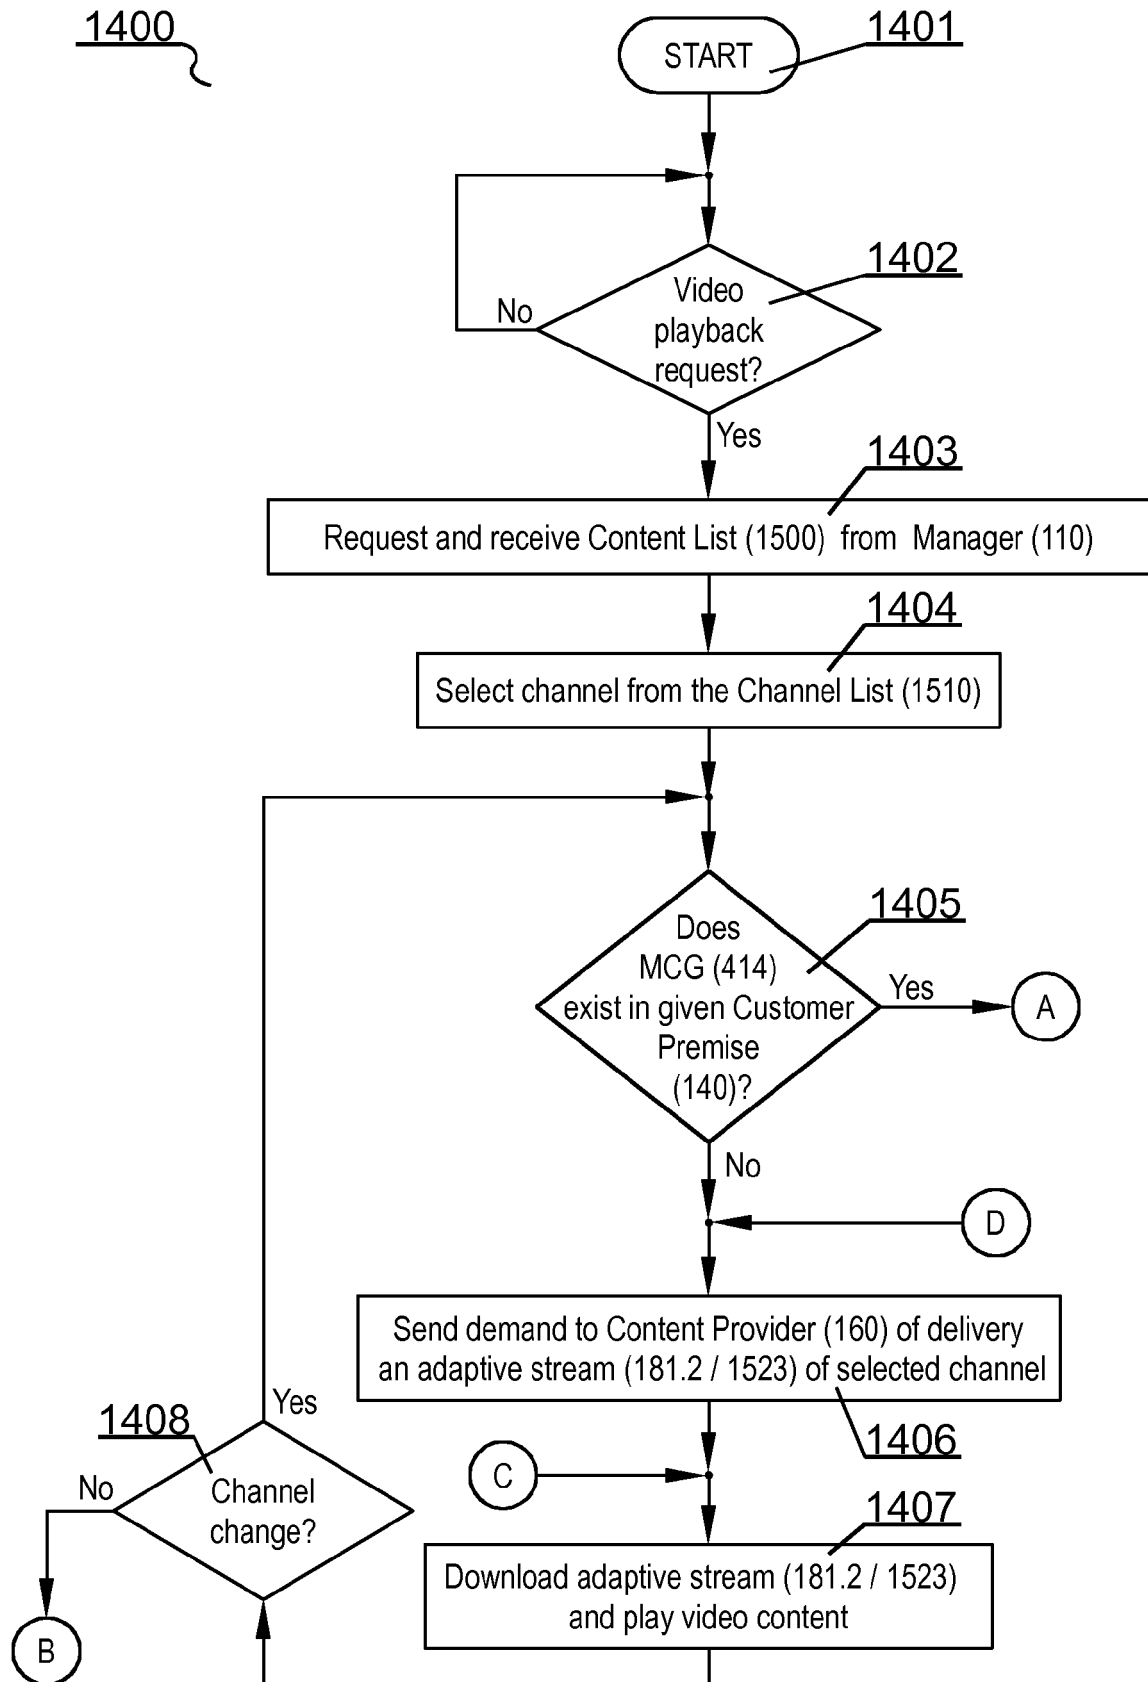 1400
START
1401
1402
Video
playback
request?
No
Yes
1403
Request and receive Content List (1500) from Manager (110)
1404
Select channel from the Channel List (1510)
1405
Does
MCG (414)
exist in given Customer
Premise
(140)?
Yes
A
No
D
Send demand to Content Provider (160) of delivery
an adaptive stream (181.2 / 1523) of selected channel
1406
Yes
1408
No
Channel
change?
C
1407
Download adaptive stream (181.2 / 1523)
and play video content
B